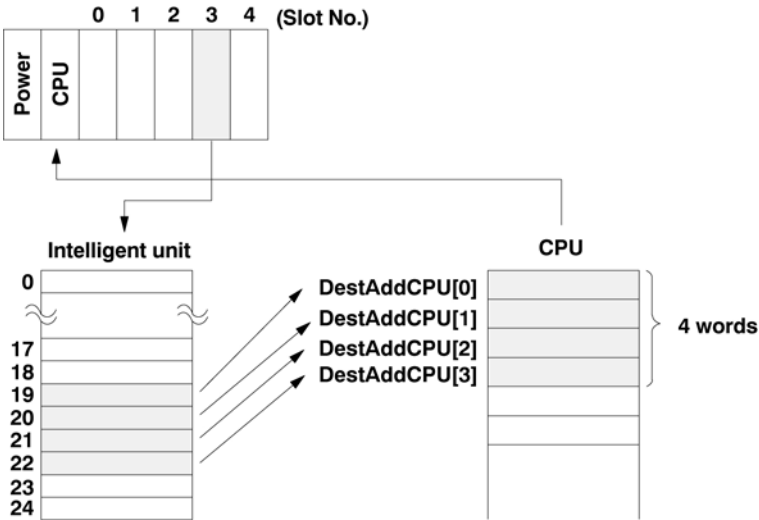 0 1 2 3 4 (Slot No.)
Power
CPU
Intelligent unit
CPU
0
17
18
19
20
21
22
23
24
DestAddCPU[0]
DestAddCPU[1]
DestAddCPU[2]
DestAddCPU[3]
4 words